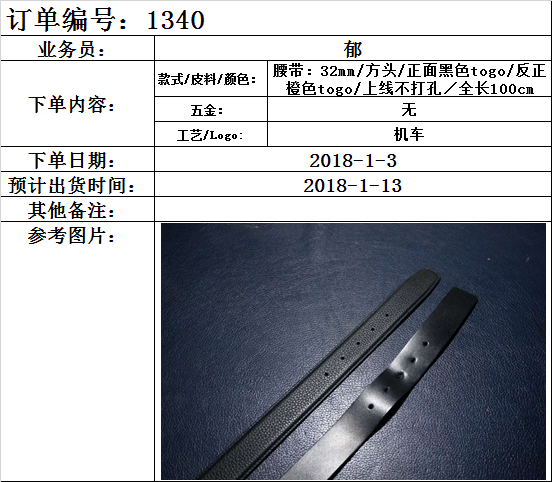 订单编号：1340
业务员：
郁
下单内容：
款式/皮料/颜色：
腰带：32mm/方头/正面黑色togo/反正
橙色togo/上线不打孔／全长100cm
五金：
无
工艺/Logo:
机车
下单日期：
2018-1-3
预计出货时间：
2018-1-13
其他备注：
参考图片：